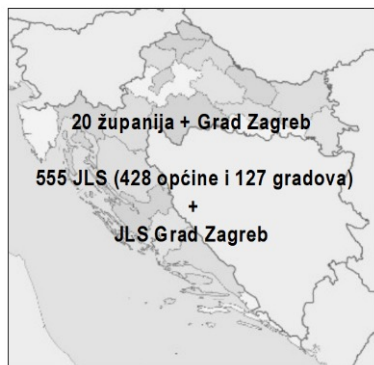 20 županija + Grad Zagreb
555 JLS (428 općine i 127 gradova)
+
JLS Grad Zagreb